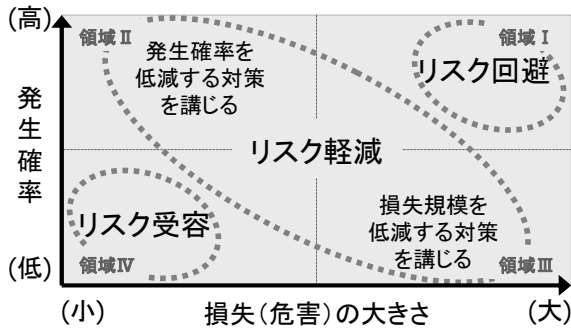 (高)
領域Ⅱ
領域Ⅰ
発生確率を
低減する対策
を講じる
リスク回避
発生確率
リスク軽減
リスク受容
損失規模を
低減する対策
を講じる
(低)
領域Ⅳ
領域Ⅲ
(小)
損失(危害)の大きさ
(大)